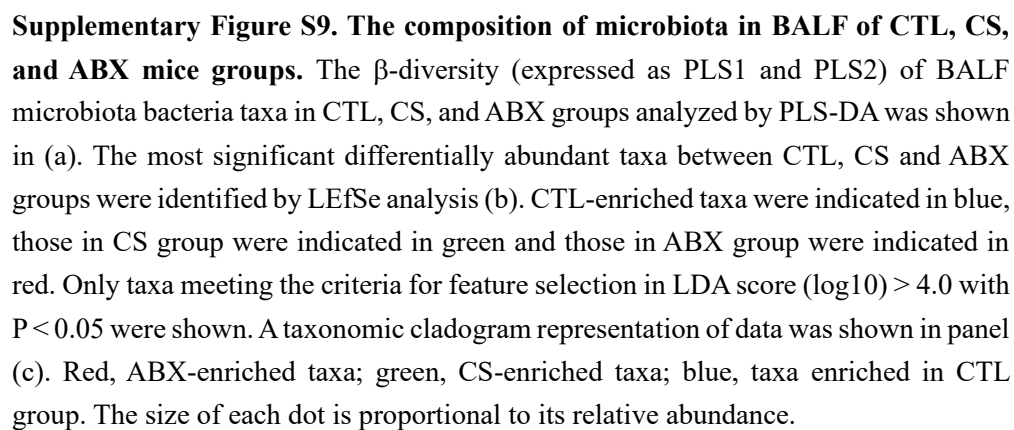 Supplementary Figure S9. The composition of microbiota in BALF of CTL, CS,
and ABX mice groups. The β-diversity (expressed as PLS1 and PLS2) of BALF
microbiota bacteria taxa in CTL, CS, and ABX groups analyzed by PLS-DA was shown
in (a). The most significant differentially abundant taxa between CTL, CS and ABX
groups were identified by LEfSe analysis (b). CTL-enriched taxa were indicated in blue,
those in CS group were indicated in green and those in ABX group were indicated in
red. Only taxa meeting the criteria for feature selection in LDA score (log10) > 4.0 with
P < 0.05 were shown. A taxonomic cladogram representation of data was shown in panel
(c). Red, ABX-enriched taxa; green, CS-enriched taxa; blue, taxa enriched in CTL
group. The size of each dot is proportional to its relative abundance.